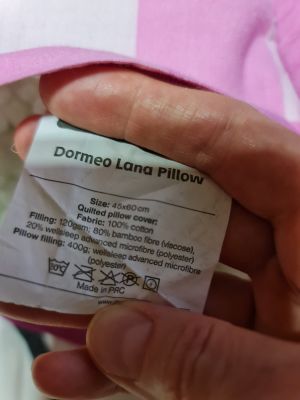 Dormeo Lana Pillow
Size: 45x60cm
Quilted pillow cover:
Fabric: 100% cotton
Filling: 120gsm; 80% bamboo fibre (viscose),
20% wellsleep advanced microfibre (polyester)
Pillow filling: 400g; wellsleep advanced microfibre
(polyester)
Made in PRC